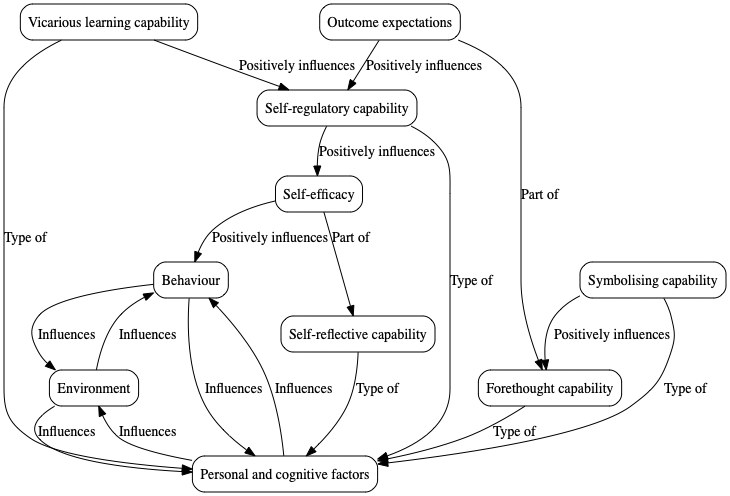 Vicarious learning capability
Outcome expectations
Positively influences
Positively influences
Self-regulatory capability
Positively influences
Self-efficacy
Part of
Type of
Positively influences
Part of
Behaviour
Type of
Symbolising capability
Influences
Influences
Self-reflective capability
Positively influences
Environment
Influences
Influences
Type of
Forethought capability
Type of
Influences
Influences
Type of
Personal and cognitive factors